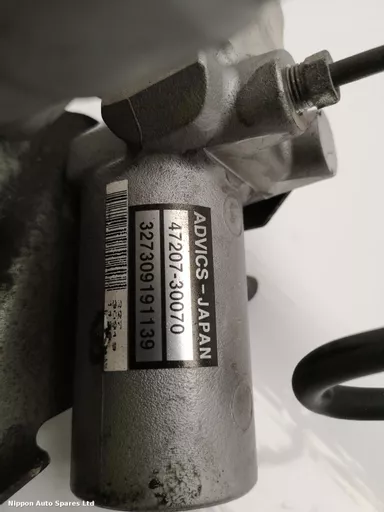 ADVICS - JAPAN
47207-30070
327309191139
Nippon Auto Spares Ltd